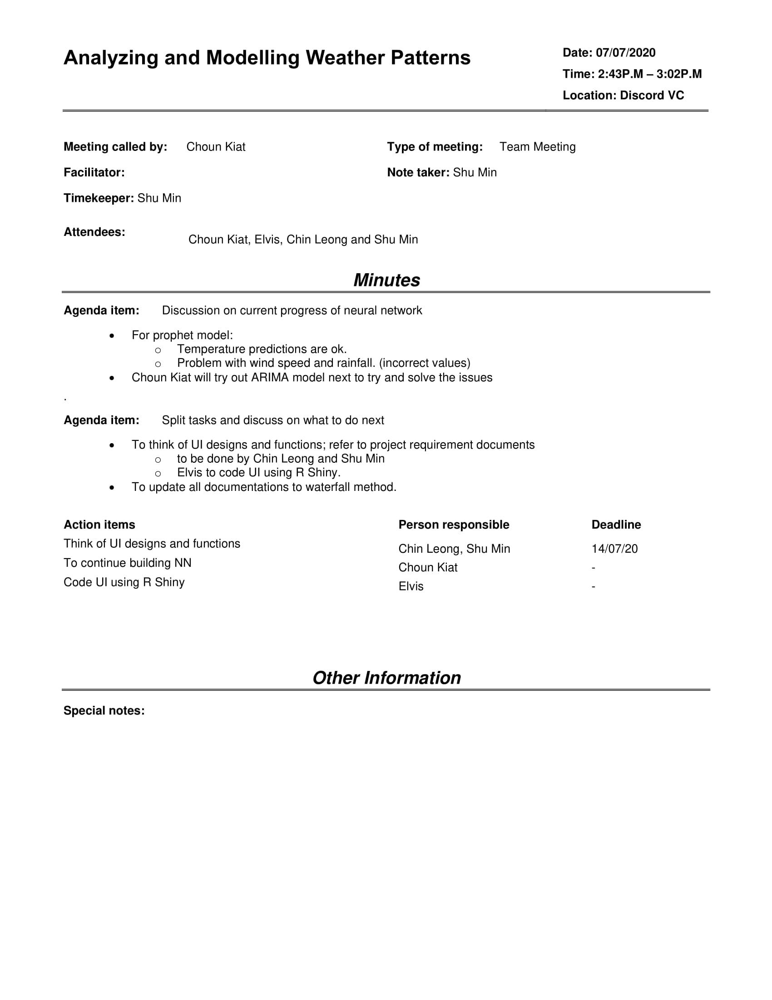 Analyzing and Modelling Weather Patterns
Date: 07/07/2020
Time: 2:43P.M – 3:02P.M
Location: Discord VC
Meeting called by: Choun Kiat
Type of meeting: Team Meeting
Facilitator:
Note taker: Shu Min
Timekeeper: Shu Min
Attendees:
Choun Kiat, Elvis, Chin Leong and Shu Min
Minutes
Agenda item: Discussion on current progress of neural network
• For prophet model:
o Temperature predictions are ok.
o Problem with wind speed and rainfall. (incorrect values)
• Choun Kiat will try out ARIMA model next to try and solve the issues
.
Agenda item: Split tasks and discuss on what to do next
• To think of UI designs and functions; refer to project requirement documents
o to be done by Chin Leong and Shu Min
o Elvis to code UI using R Shiny.
• To update all documentations to waterfall method.
Action items Person responsible Deadline
Think of UI designs and functions Chin Leong, Shu Min 14/07/20
To continue building NN Choun Kiat -
Code UI using R Shiny Elvis -
Other Information
Special notes: